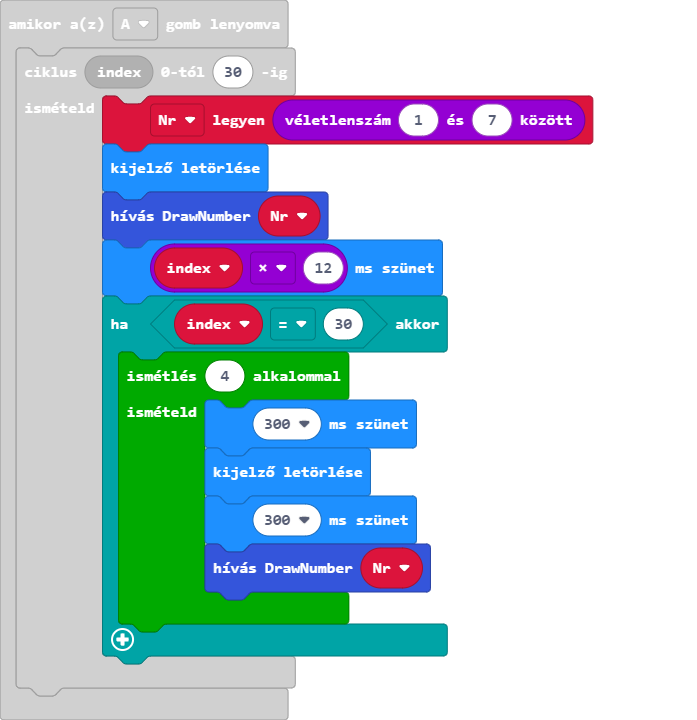 amikor a(z) A gomb lenyomva
ciklus index 0-tól 30 -ig
ismételd
Nr legyen véletlenszám 1 és 7 között
kijelző letörlése
hívás DrawNumber Nr
index × 12 ms szünet
ha index = 30 akkor
ismétlés 4 alkalommal
ismételd
300 ms szünet
kijelző letörlése
300 ms szünet
hívás DrawNumber Nr